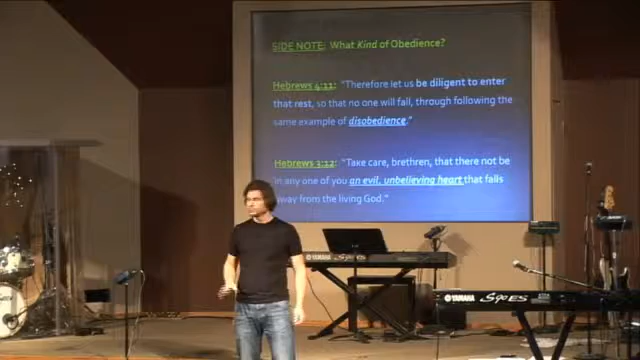 SIDE NOTE: What Kind of Obedience?
Hebrews 4:11: "Therefore let us be diligent to enter
that rest, so that no one will fall, through following the
same example of disobedience."
Hebrews 3:12: "Take care, brethren, that there not be
in any one of you an evil, unbelieving heart that falls
away from the living God."
YAMAHA
YAMAHA S90ES